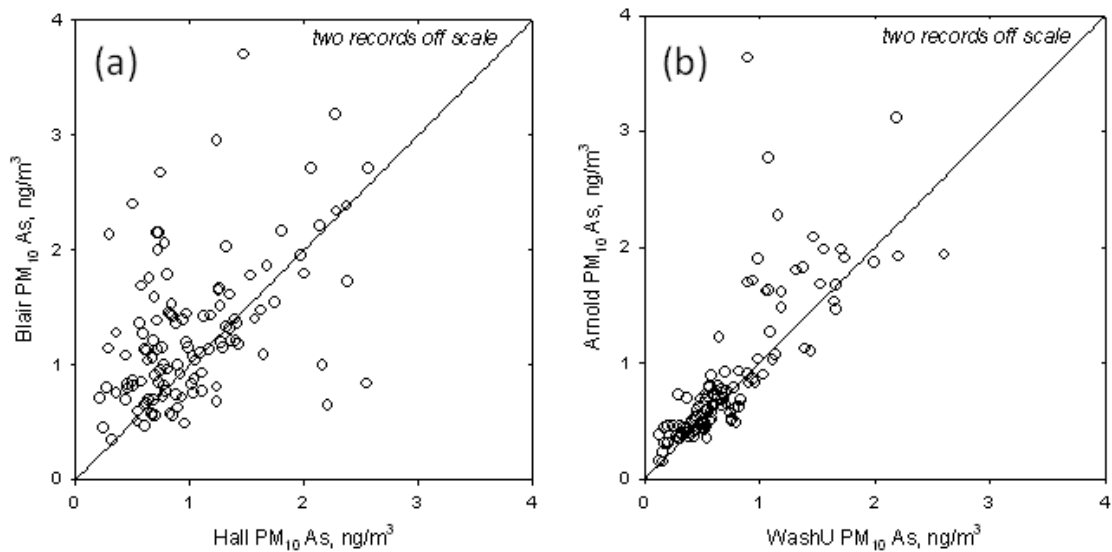 (a)
two records off scale
4
3
2
1
0
Blair PM₁₀ As, ng/m³
0 1 2 3 4
Hall PM₁₀ As, ng/m³
(b)
two records off scale
4
3
2
1
0
Arnold PM₁₀ As, ng/m³
0 1 2 3 4
WashU PM₁₀ As, ng/m³